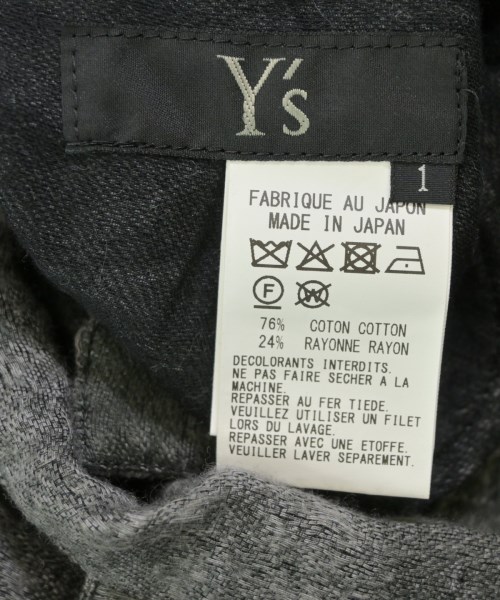 Y's
1
FABRIQUE AU JAPON
MADE IN JAPAN
F W
76% COTON COTTON
24% RAYONNE RAYON
DECOLORANTS INTERDITS.
NE PAS FAIRE SECHER A LA
MACHINE.
REPASSER AU FER TIEDE.
VEUILLEZ UTILISER UN FILET
LORS DU LAVAGE.
REPASSER AVEC UNE ETOFFE.
VEUILLER LAVER SEPAREMENT.